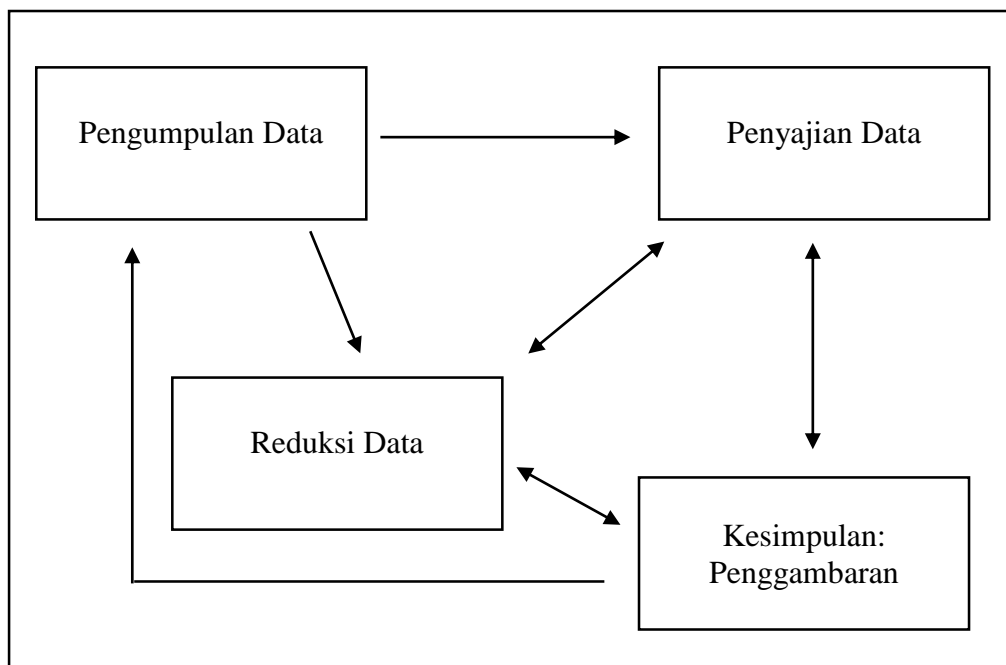 Pengumpulan Data
Penyajian Data
Reduksi Data
Kesimpulan:
Penggambaran